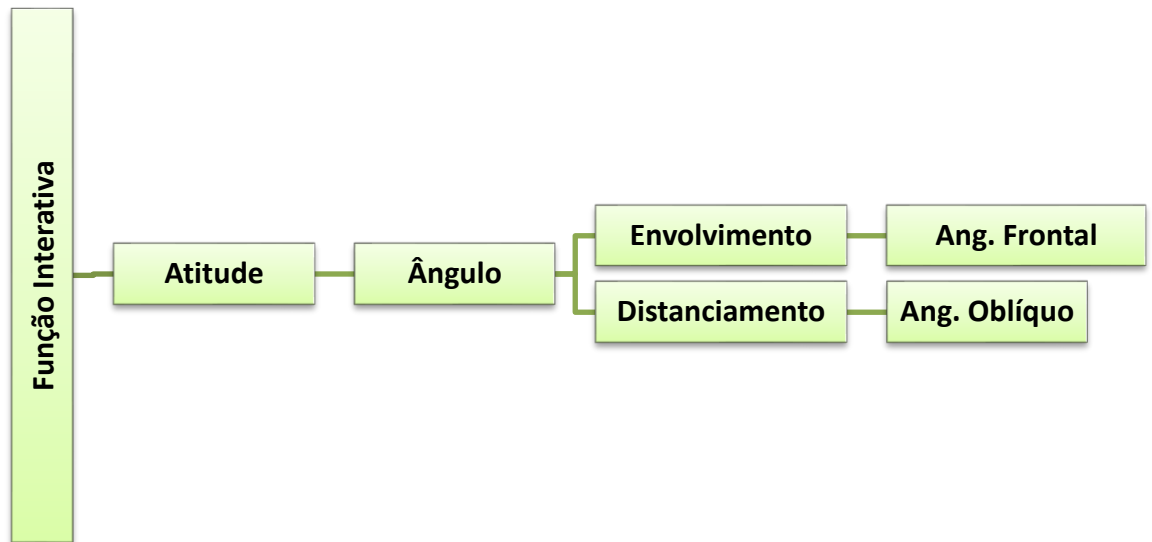 Função Interativa
Atitude
Ângulo
Envolvimento
Ang. Frontal
Distanciamento
Ang. Oblíquo